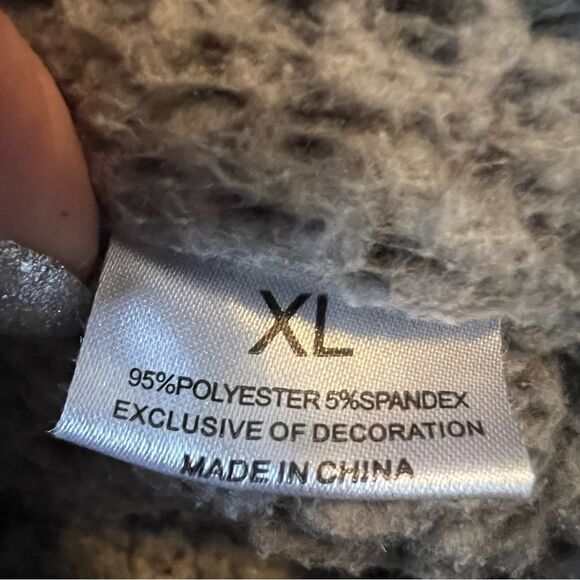 XL
95%POLYESTER 5%SPANDEX
EXCLUSIVE OF DECORATION
MADE IN CHINA